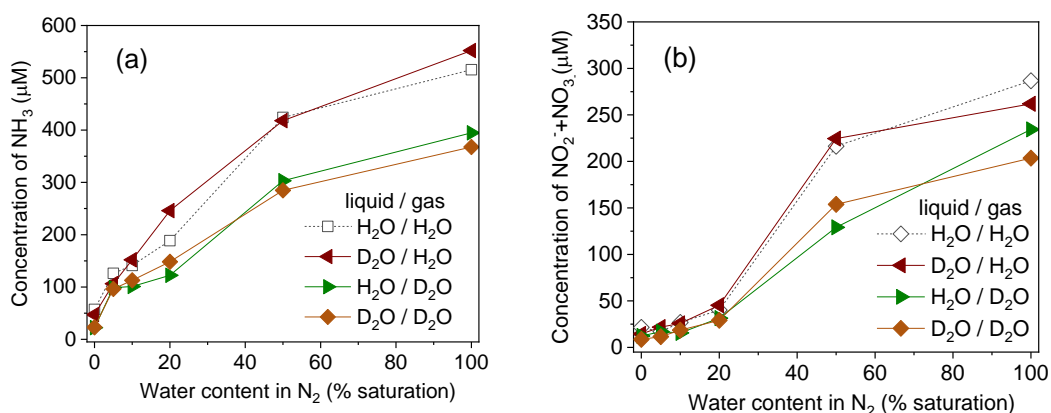 (a)
Concentration of NH₃ (µM)
600
500
400
300
200
100
0
liquid / gas
H₂O / H₂O
D₂O / H₂O
H₂O / D₂O
D₂O / D₂O
0 20 40 60 80 100
Water content in N₂ (% saturation)
(b)
Concentration of NO₂⁻+NO₃₋(µM)
350
300
250
200
150
100
50
0
liquid / gas
H₂O / H₂O
D₂O / H₂O
H₂O / D₂O
D₂O / D₂O
0 20 40 60 80 100
Water content in N₂ (% saturation)